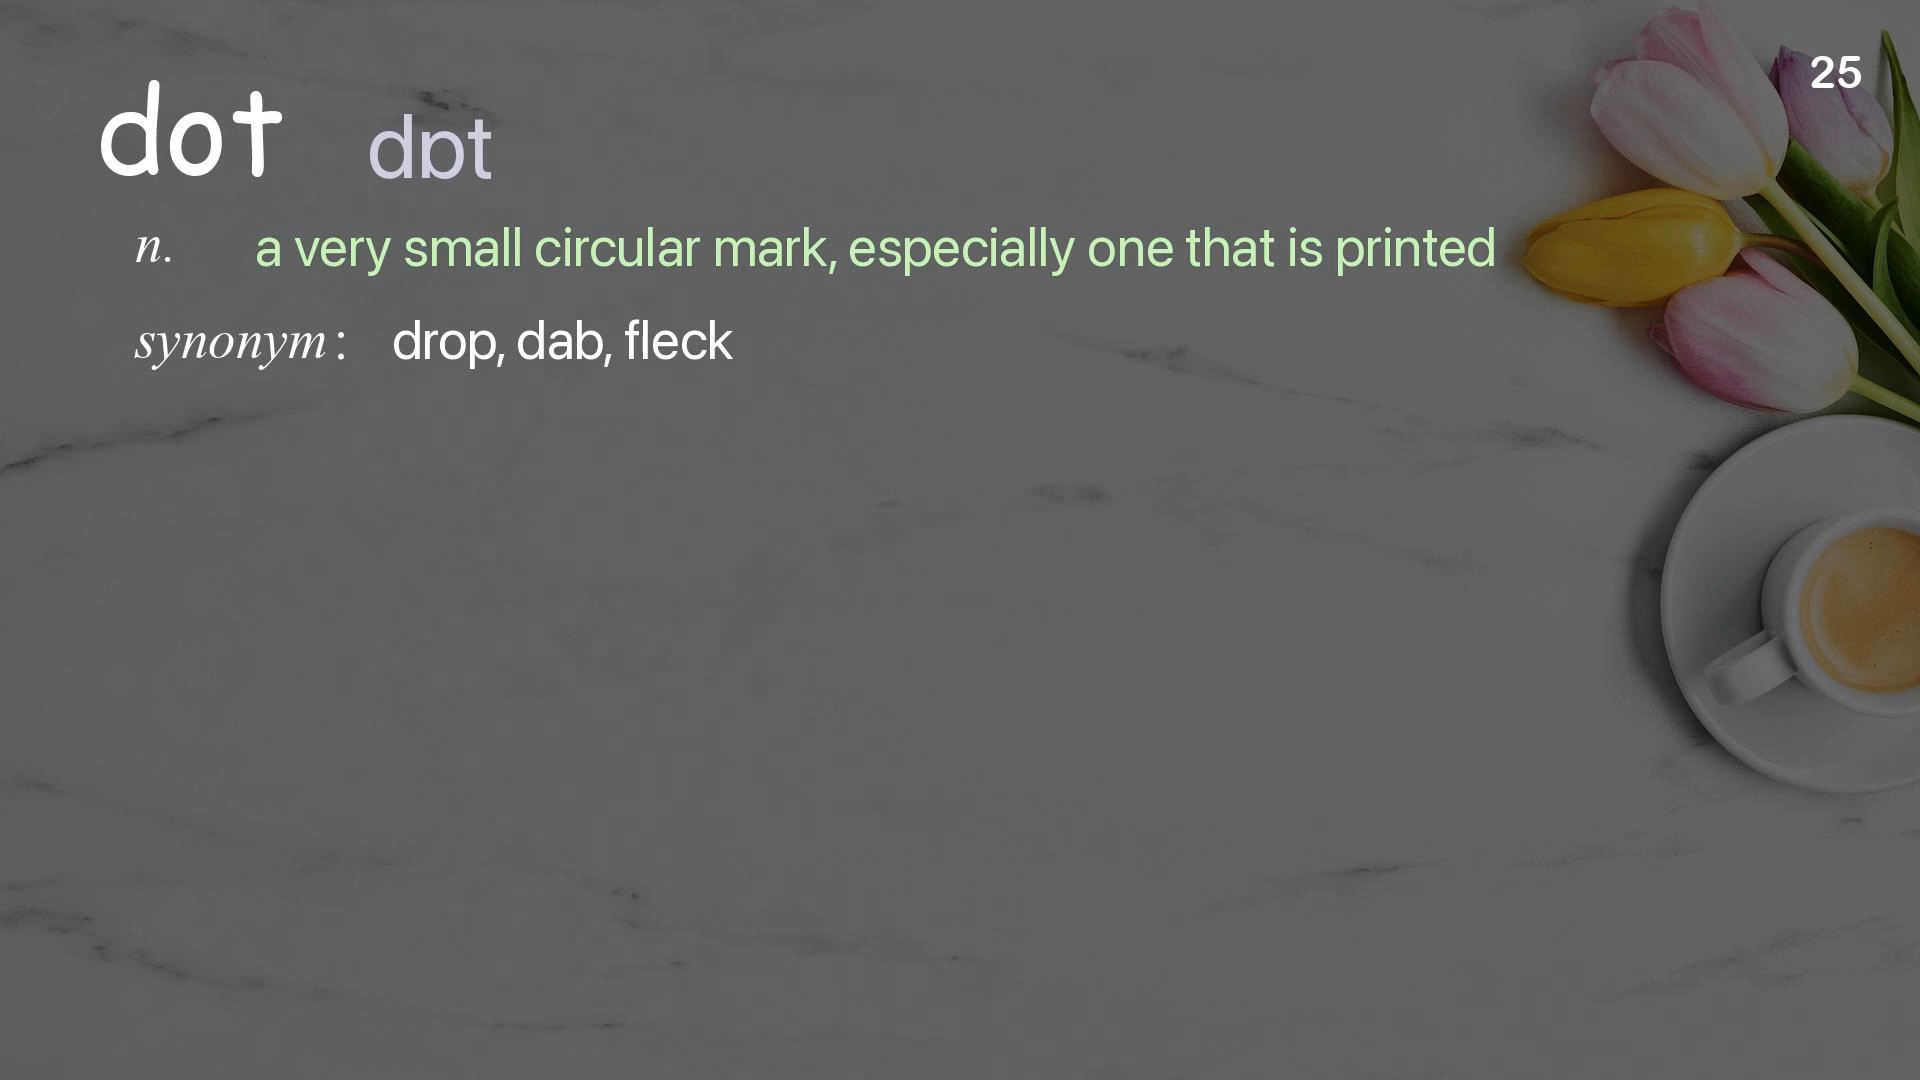 25
dot dɒt
n. a very small circular mark, especially one that is printed
synonym: drop, dab, fleck